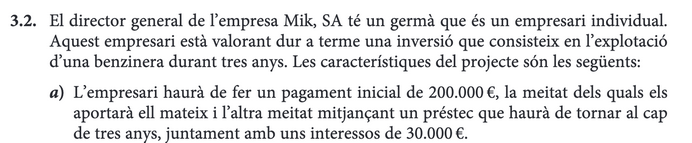 3.2. El director general de l’empresa Mik, SA té un germà que és un empresari individual.
Aquest empresari està valorant dur a terme una inversió que consisteix en l’explotació
d’una benzinera durant tres anys. Les característiques del projecte són les següents:
a) L’empresari haurà de fer un pagament inicial de 200.000 €, la meitat dels quals els
aportarà ell mateix i l’altra meitat mitjançant un préstec que haurà de tornar al cap
de tres anys, juntament amb uns interessos de 30.000 €.